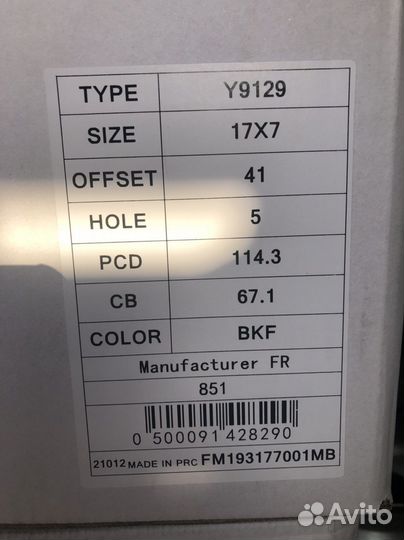 TYPE Y9129
SIZE 17X7
OFFSET 41
HOLE 5
PCD 114.3
CB 67.1
COLOR BKF
Manufacturer FR
851
0 500091 428290
21012 MADE IN PRC FM193177001MB
Avito